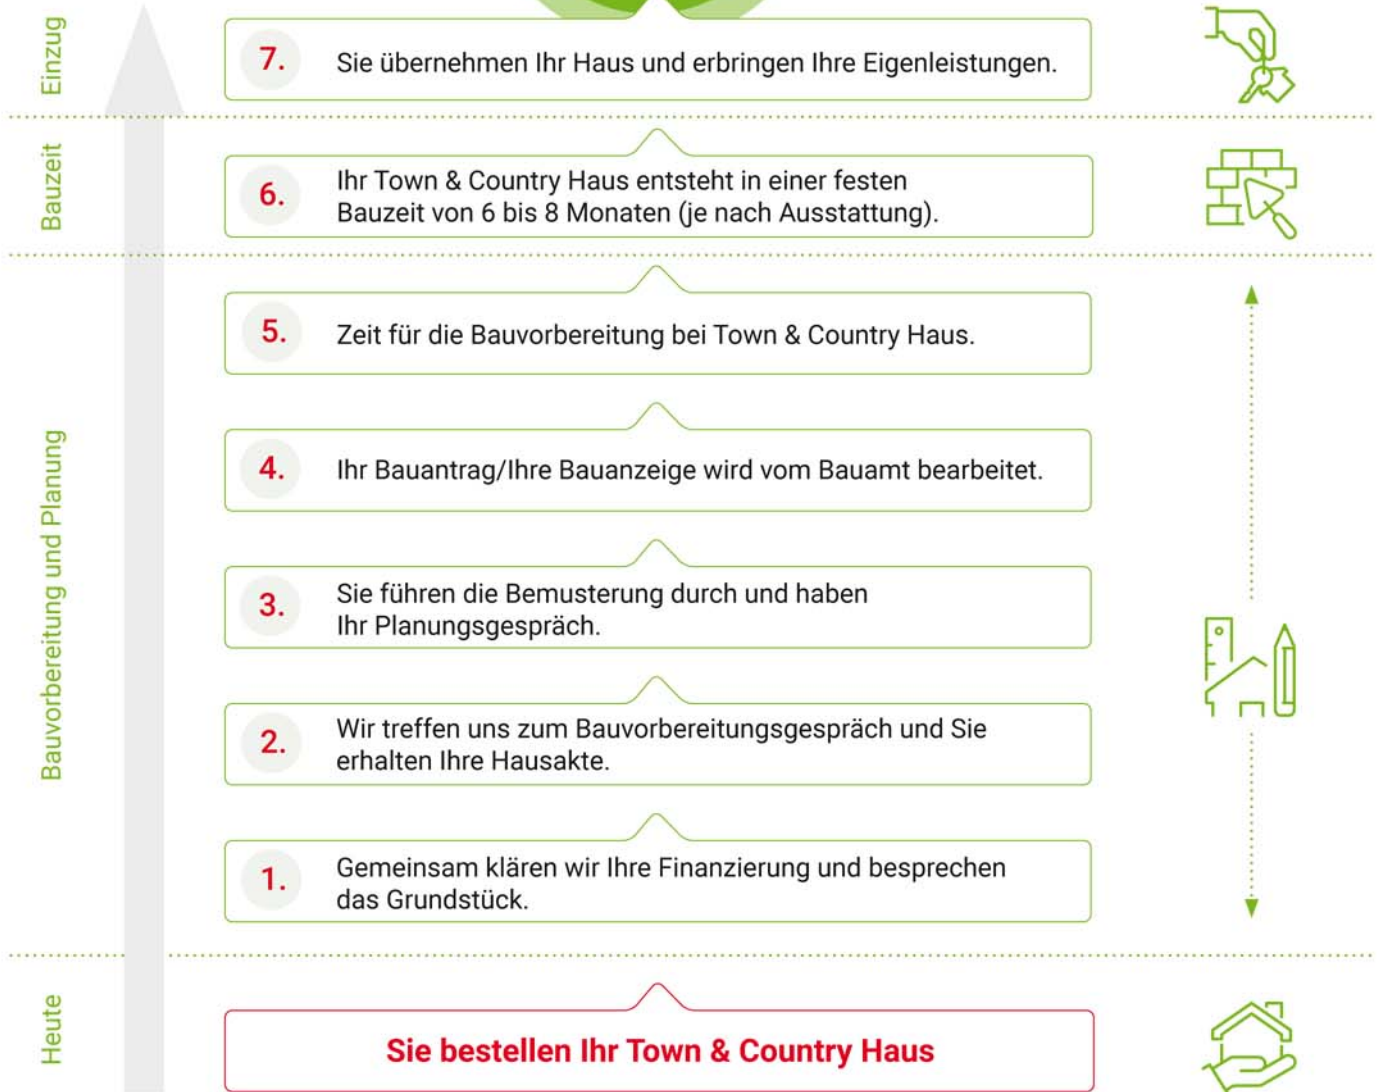 Einzug
7.
Sie übernehmen Ihr Haus und erbringen Ihre Eigenleistungen.
Bauzeit
6.
Ihr Town & Country Haus entsteht in einer festen
Bauzeit von 6 bis 8 Monaten (je nach Ausstattung).
Bauvorbereitung und Planung
5.
Zeit für die Bauvorbereitung bei Town & Country Haus.
4.
Ihr Bauantrag/Ihre Bauanzeige wird vom Bauamt bearbeitet.
3.
Sie führen die Bemusterung durch und haben
Ihr Planungsgespräch.
2.
Wir treffen uns zum Bauvorbereitungsgespräch und Sie
erhalten Ihre Hausakte.
1.
Gemeinsam klären wir Ihre Finanzierung und besprechen
das Grundstück.
Heute
Sie bestellen Ihr Town & Country Haus